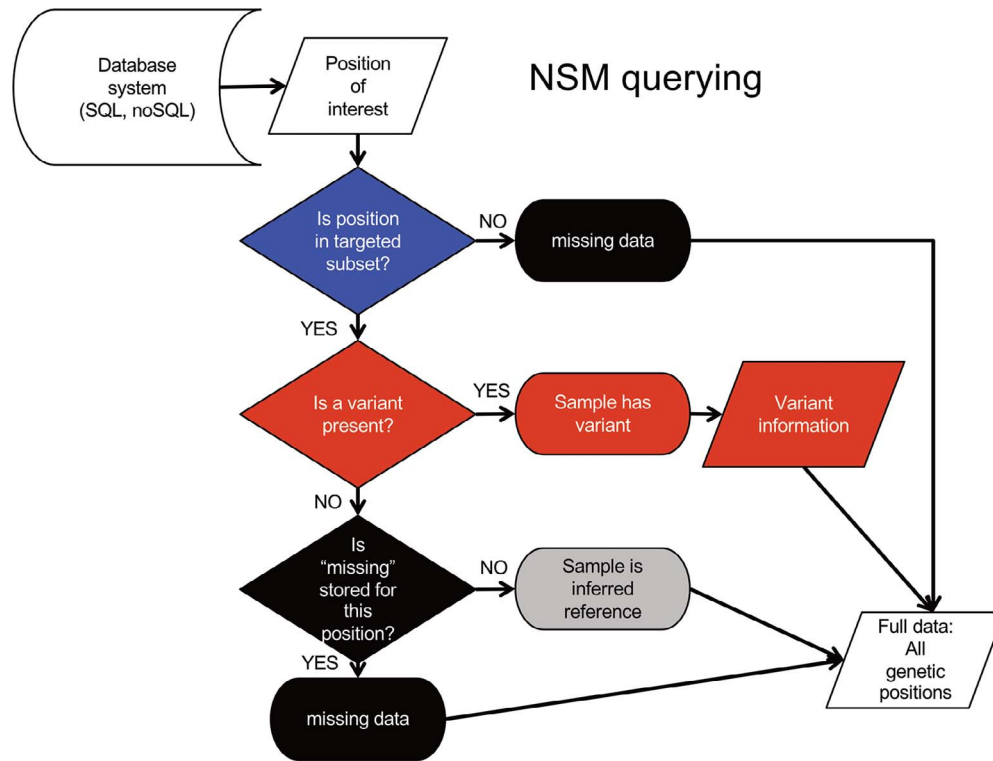 Database
system
(SQL, noSQL)
Position
of
interest
NSM querying
Is position
in targeted
subset?
NO
missing data
YES
Is a variant
present?
YES
Sample has
variant
Variant
information
NO
Is
“missing”
stored for
this
position?
NO
Sample is
inferred
reference
Full data:
All
genetic
positions
YES
missing data